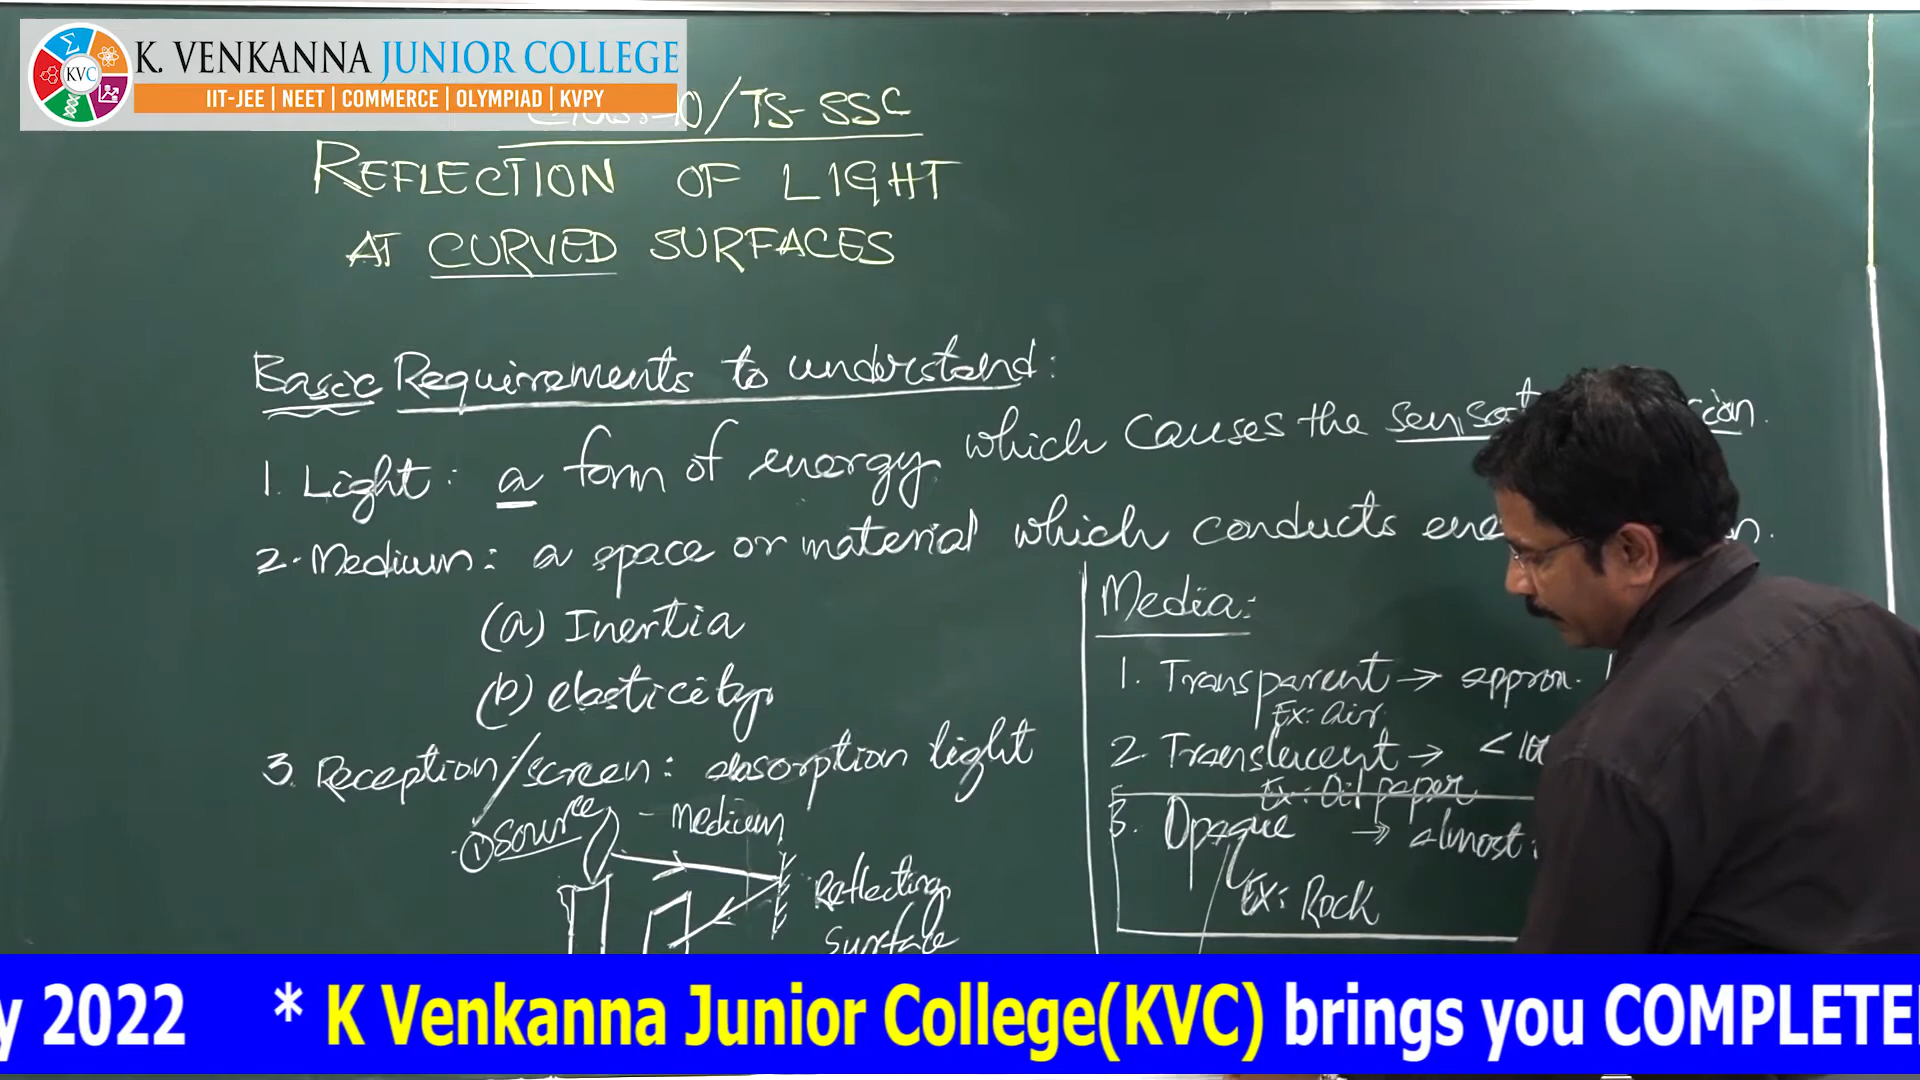 KVC
K. VENKANNA JUNIOR COLLEGE
IIT-JEE | NEET | COMMERCE | OLYMPIAD | KVPY
10/TS-SSC
REFLECTION OF LIGHT
AT CURVED SURFACES
Basic Requirements to understand:
1. Light: a form of energy which causes the
2. Medium: a space or material which conducts
(a) Inertia
(b) elasticity
3. Reception/screen: absorption light
① Source - Medium
Reflecting
Surface
Media:
1. Transparent → approx.
Ex: air
2. Translucent → <
Ex: Oil paper
3. Opaque → almost
Ex: Rock
2022 * K Venkanna Junior College(KVC) brings you